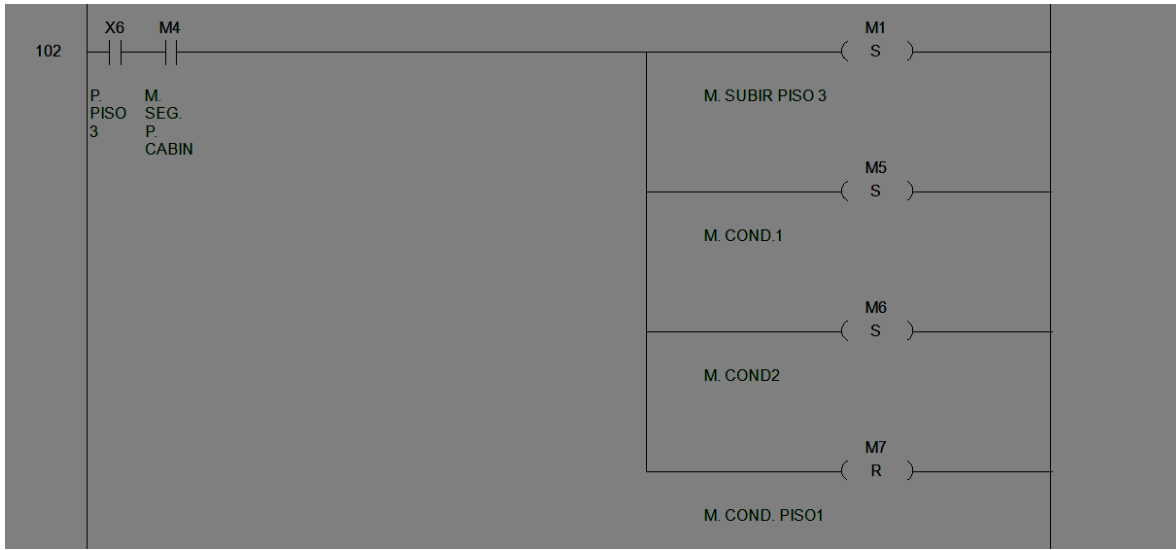 X6 M4 M1
102 S
P. PISO 3
M. SEG. P. CABIN
M. SUBIR PISO 3
M5
S
M. COND.1
M6
S
M. COND2
M7
R
M. COND. PISO1